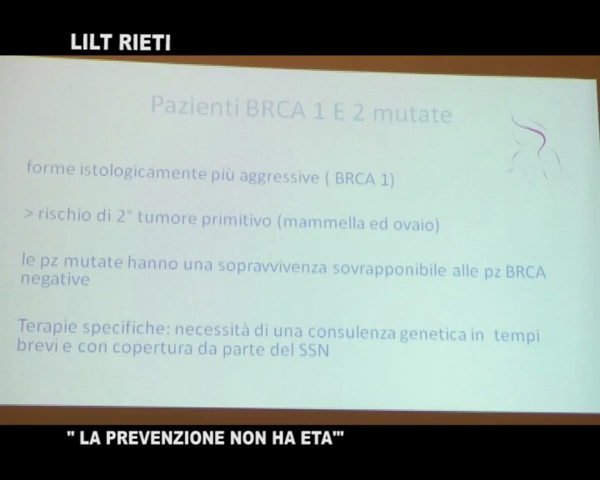 LILT RIETI
Pazienti BRCA 1 E 2 mutate
forme istologicamente più aggressive ( BRCA 1)
> rischio di 2° tumore primitivo (mammella ed ovaio)
le pz mutate hanno una sopravvivenza sovrapponibile alle pz BRCA
negative
Terapie specifiche: necessità di una consulenza genetica in tempi
brevi e con copertura da parte del SSN
" LA PREVENZIONE NON HA ETA'"